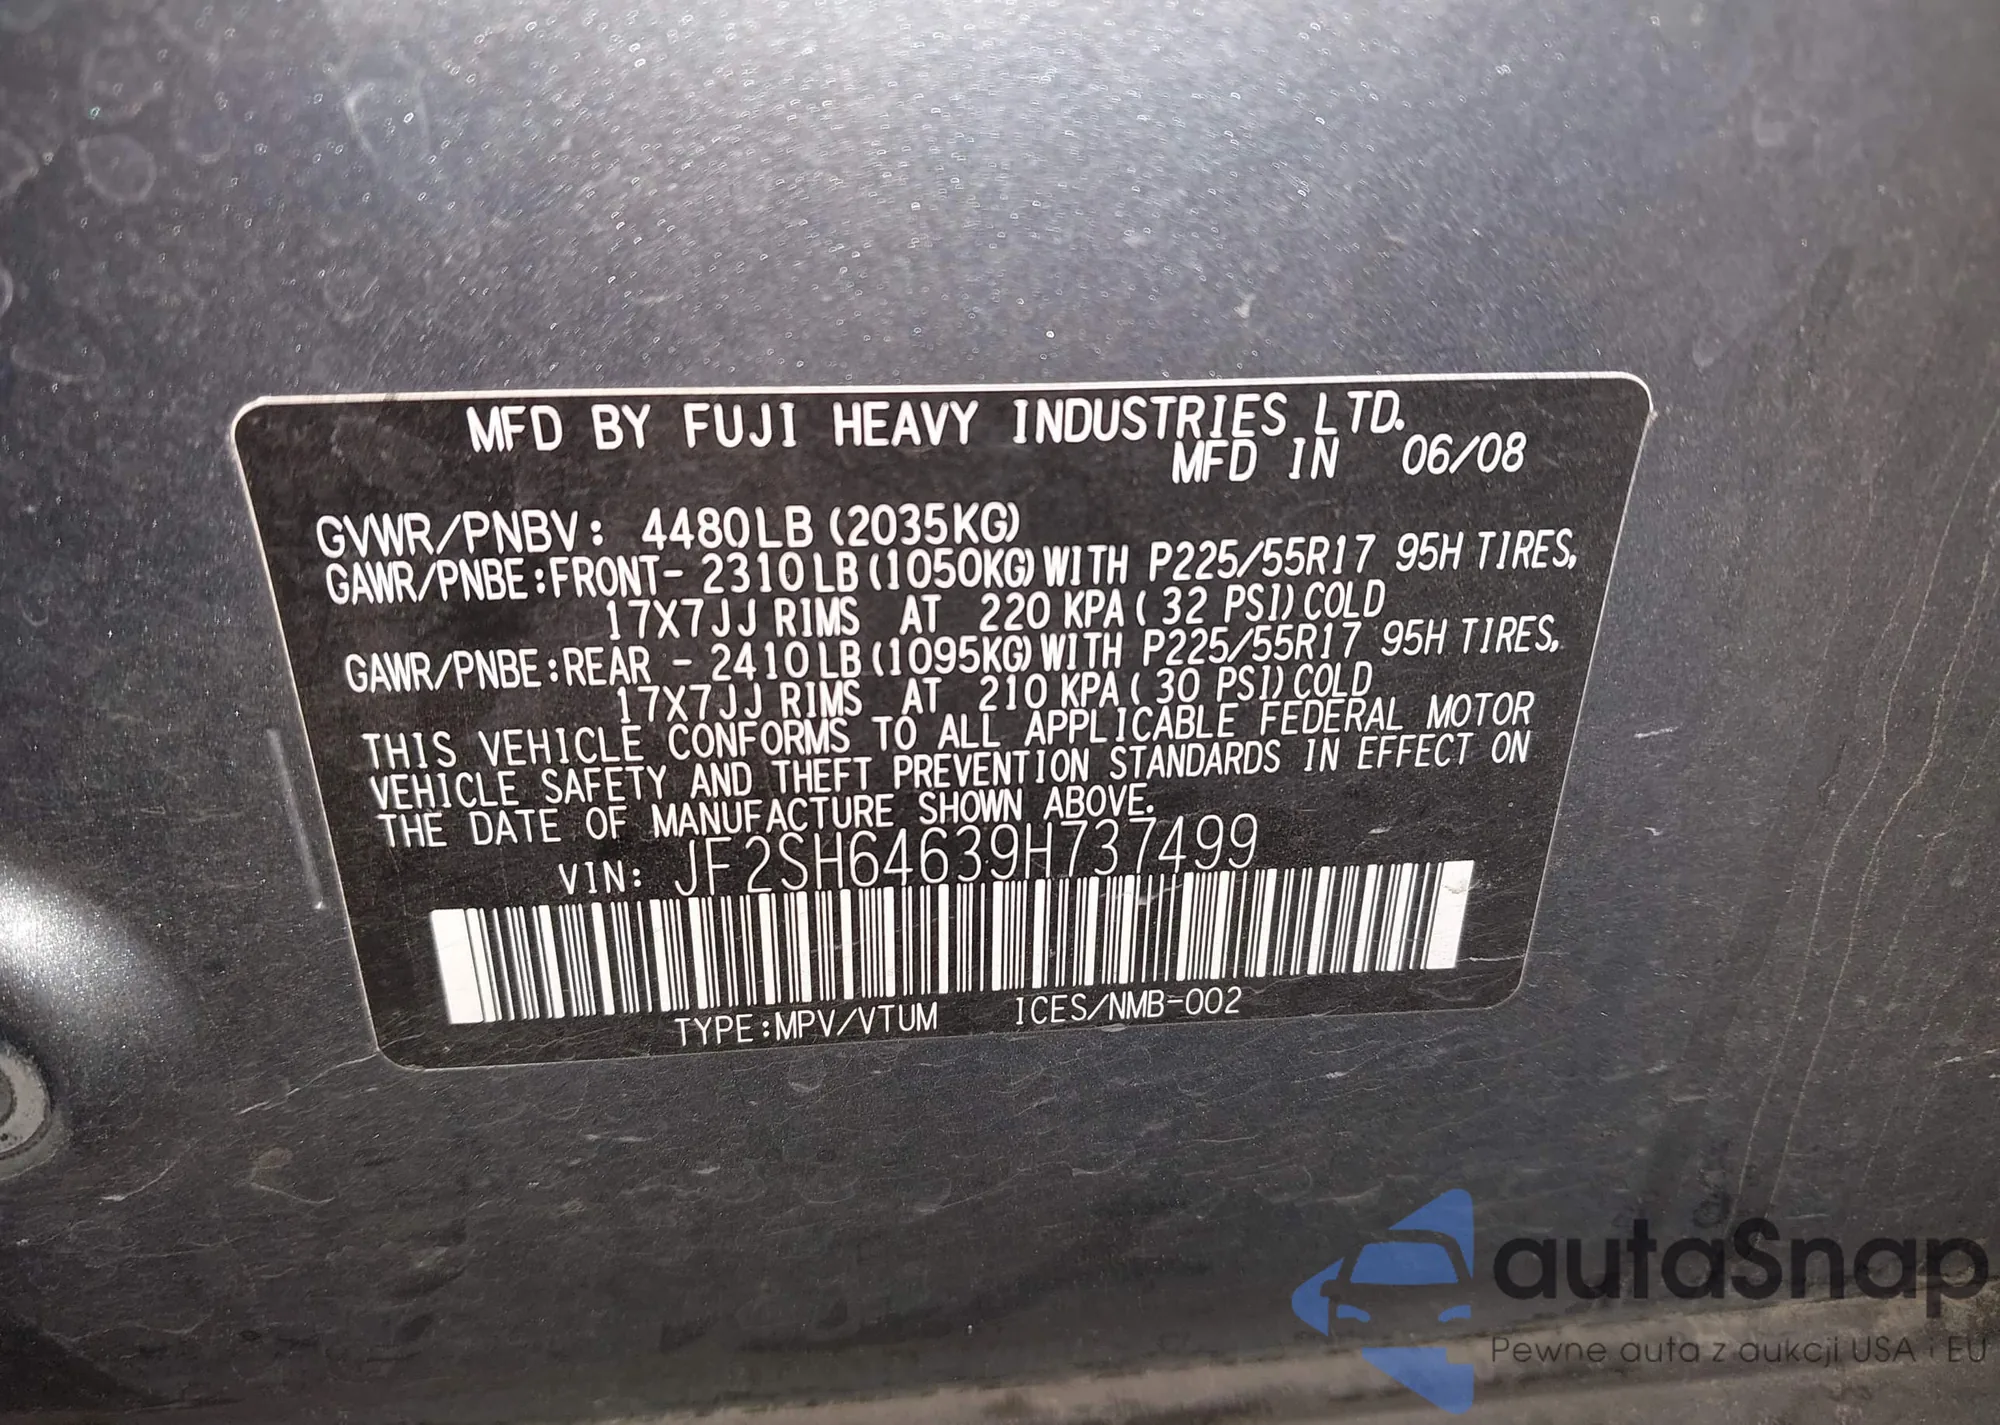 MFD BY FUJI HEAVY INDUSTRIES LTD.
MFD IN 06/08
GVWR/PNBV: 4480LB (2035KG)
GAWR/PNBE:FRONT- 2310LB (1050KG) WITH P225/55R17 95H TIRES,
17X7JJ RIMS AT 220 KPA ( 32 PSI) COLD
GAWR/PNBE:REAR - 2410LB (1095KG) WITH P225/55R17 95H TIRES,
17X7JJ RIMS AT 210 KPA ( 30 PSI) COLD
THIS VEHICLE CONFORMS TO ALL APPLICABLE FEDERAL MOTOR
VEHICLE SAFETY AND THEFT PREVENTION STANDARDS IN EFFECT ON
THE DATE OF MANUFACTURE SHOWN ABOVE.
VIN: JF2SH64639H737499
TYPE:MPV/VTUM ICES/NMB-002
autaSnap
Pewne auta z aukcji USA i EU